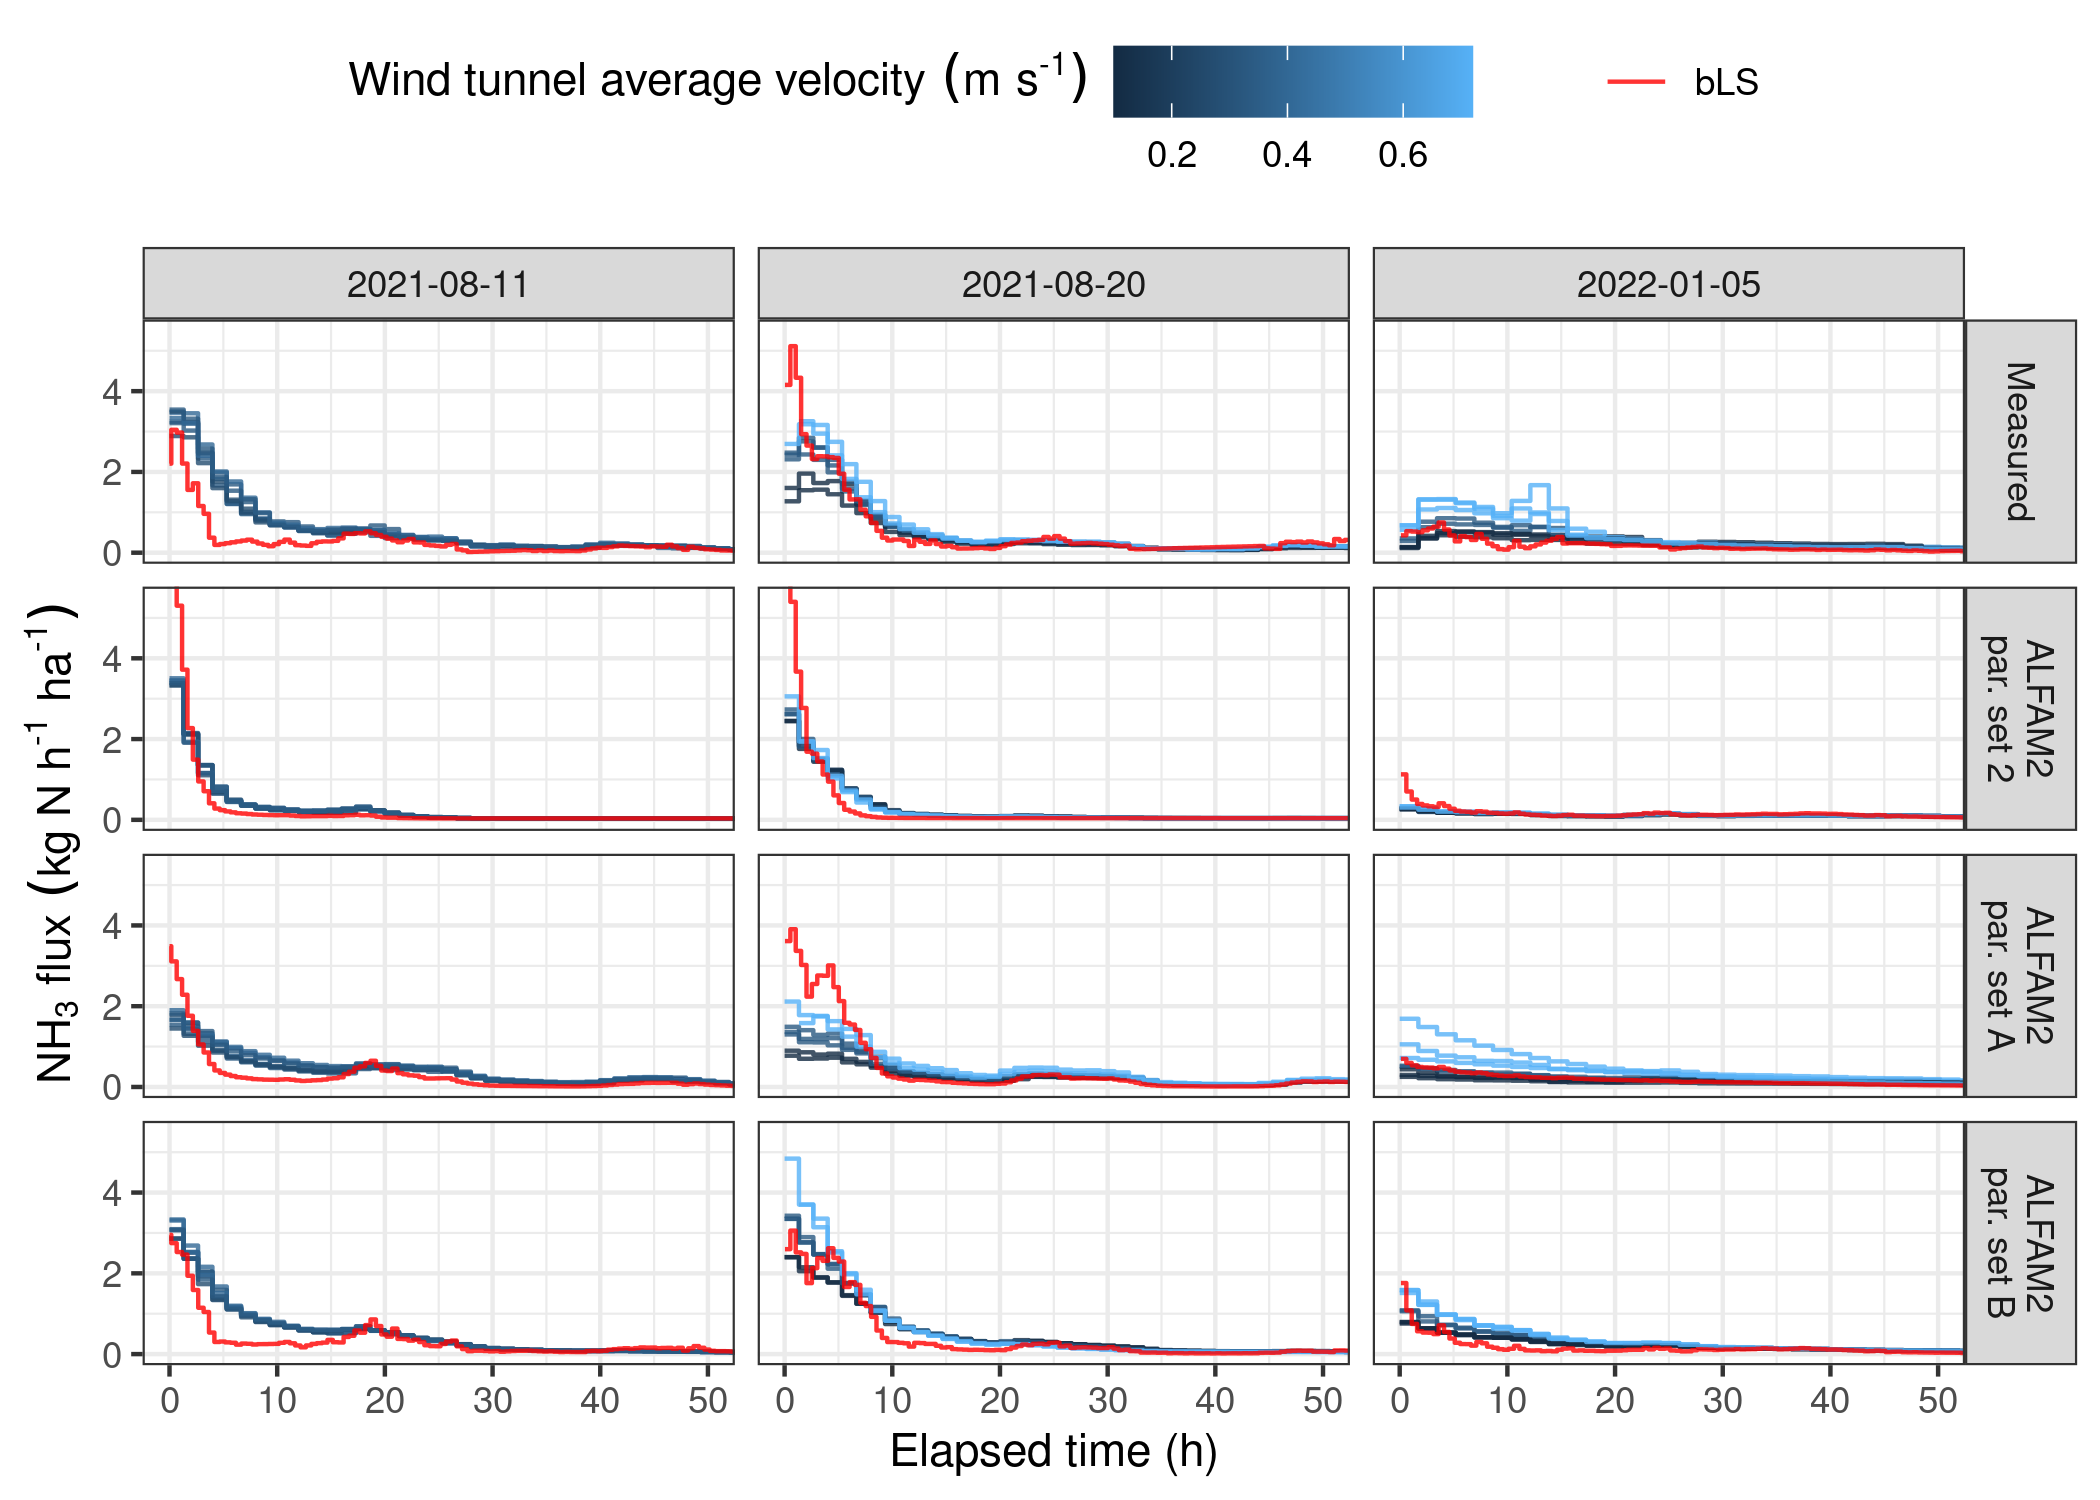 Wind tunnel average velocity (m s⁻¹)
0.2 0.4 0.6
bLS
2021-08-11 2021-08-20 2022-01-05
NH₃ flux (kg N h⁻¹ ha⁻¹)
4
2
0
Measured
4
2
0
ALFAM2
par. set 2
4
2
0
ALFAM2
par. set A
4
2
0
ALFAM2
par. set B
0 10 20 30 40 50 0 10 20 30 40 50 0 10 20 30 40 50
Elapsed time (h)